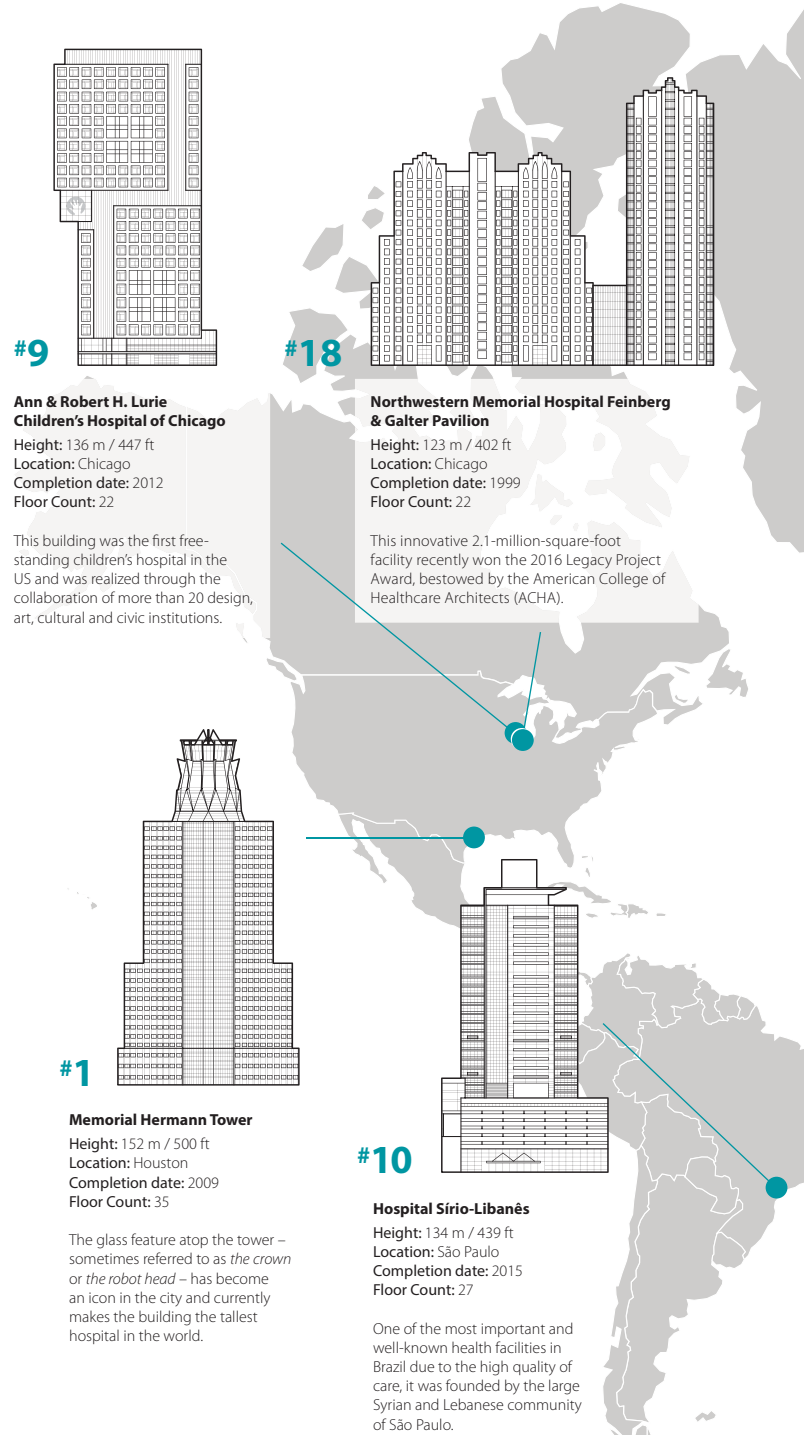 #9
Ann & Robert H. Lurie
Children's Hospital of Chicago
Height: 136 m / 447 ft
Location: Chicago
Completion date: 2012
Floor Count: 22
This building was the first free-
standing children's hospital in the
US and was realized through the
collaboration of more than 20 design,
art, cultural and civic institutions.
#18
Northwestern Memorial Hospital Feinberg
& Galter Pavilion
Height: 123 m / 402 ft
Location: Chicago
Completion date: 1999
Floor Count: 22
This innovative 2.1-million-square-foot
facility recently won the 2016 Legacy Project
Award, bestowed by the American College of
Healthcare Architects (ACHA).
#1
Memorial Hermann Tower
Height: 152 m / 500 ft
Location: Houston
Completion date: 2009
Floor Count: 35
The glass feature atop the tower –
sometimes referred to as the crown
or the robot head – has become
an icon in the city and currently
makes the building the tallest
hospital in the world.
#10
Hospital Sírio-Libanês
Height: 134 m / 439 ft
Location: São Paulo
Completion date: 2015
Floor Count: 27
One of the most important and
well-known health facilities in
Brazil due to the high quality of
care, it was founded by the large
Syrian and Lebanese community
of São Paulo.